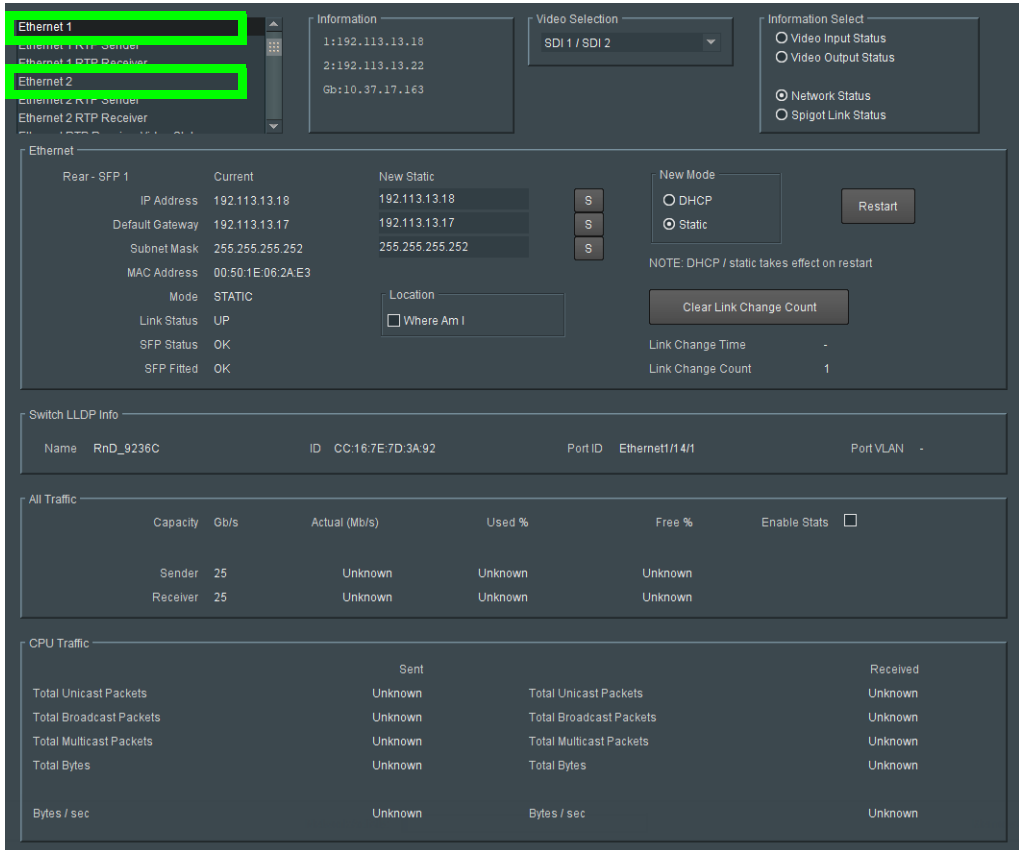 Ethernet 1
Ethernet 1 RTP Sender
Ethernet 1 RTP Receiver
Ethernet 2
Ethernet 2 RTP Sender
Ethernet 2 RTP Receiver
Information
1:192.113.13.18
2:192.113.13.22
Gb:10.37.17.163
Video Selection
SDI 1 / SDI 2
Information Select
Video Input Status
Video Output Status
Network Status
Spigot Link Status
Ethernet
Rear - SFP 1 Current New Static
IP Address 192.113.13.18 192.113.13.18 S
Default Gateway 192.113.13.17 192.113.13.17 S
Subnet Mask 255.255.255.252 255.255.255.252 S
MAC Address 00:50:1E:06:2A:E3
Mode STATIC
Link Status UP
SFP Status OK
SFP Fitted OK
Location
Where Am I
New Mode
DHCP
Static
Restart
NOTE: DHCP / static takes effect on restart
Clear Link Change Count
Link Change Time -
Link Change Count 1
Switch LLDP Info
Name RnD_9236C ID CC:16:7E:7D:3A:92 Port ID Ethernet1/14/1 Port VLAN -
All Traffic
Capacity Gb/s Actual (Mb/s) Used % Free % Enable Stats
Sender 25 Unknown Unknown Unknown
Receiver 25 Unknown Unknown Unknown
CPU Traffic
Sent Received
Total Unicast Packets Unknown Total Unicast Packets Unknown
Total Broadcast Packets Unknown Total Broadcast Packets Unknown
Total Multicast Packets Unknown Total Multicast Packets Unknown
Total Bytes Unknown Total Bytes Unknown
Bytes / sec Unknown Bytes / sec Unknown